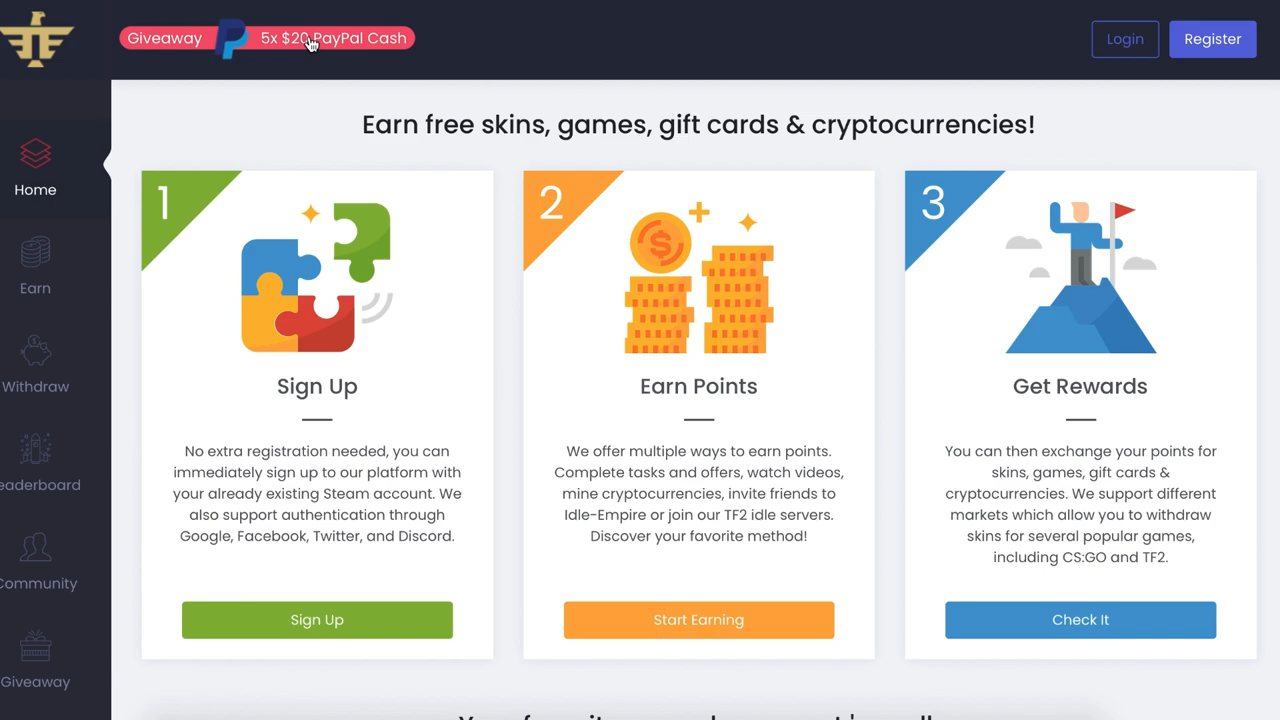 Giveaway 5x $20 PayPal Cash
Login
Register
Earn free skins, games, gift cards & cryptocurrencies!
Home
Earn
Withdraw
eaderboard
Community
Giveaway
1
Sign Up
No extra registration needed, you can
immediately sign up to our platform with
your already existing Steam account. We
also support authentication through
Google, Facebook, Twitter, and Discord.
Sign Up
2
Earn Points
We offer multiple ways to earn points.
Complete tasks and offers, watch videos,
mine cryptocurrencies, invite friends to
Idle-Empire or join our TF2 idle servers.
Discover your favorite method!
Start Earning
3
Get Rewards
You can then exchange your points for
skins, games, gift cards &
cryptocurrencies. We support different
markets which allow you to withdraw
skins for several popular games,
including CS:GO and TF2.
Check It